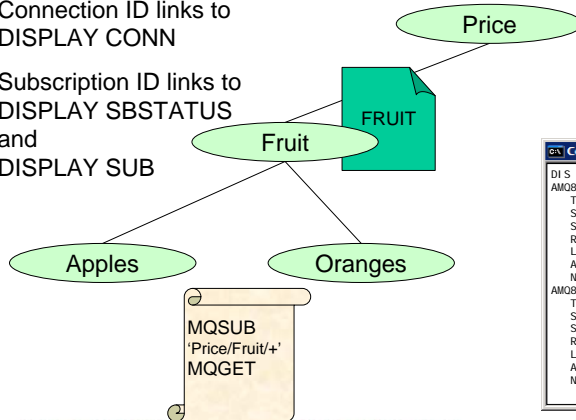 Connection ID links to
DISPLAY CONN
Subscription ID links to
DISPLAY SBSTATUS
and
DISPLAY SUB
Price
FRUIT
Fruit
Apples
Oranges
MQSUB
‘Price/Fruit/+’
MQGET
DIS
AMQ8
T
S
S
R
L
A
N
AMQ8
T
S
S
R
L
A
N